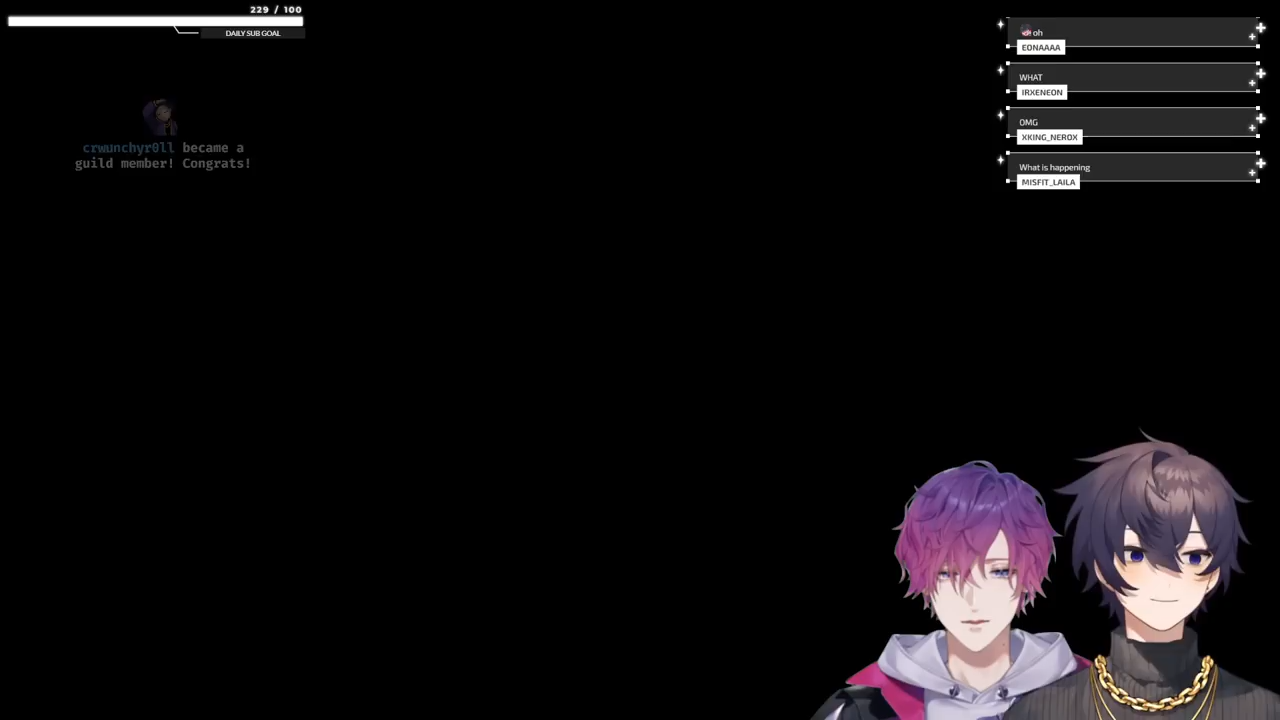 229 / 100
DAILY SUB GOAL
crwunchyr0ll became a
guild member! Congrats!
oh
EONAAAA
WHAT
IRXENEON
OMG
XKING_NEROX
What is happening
MISFIT_LAILA